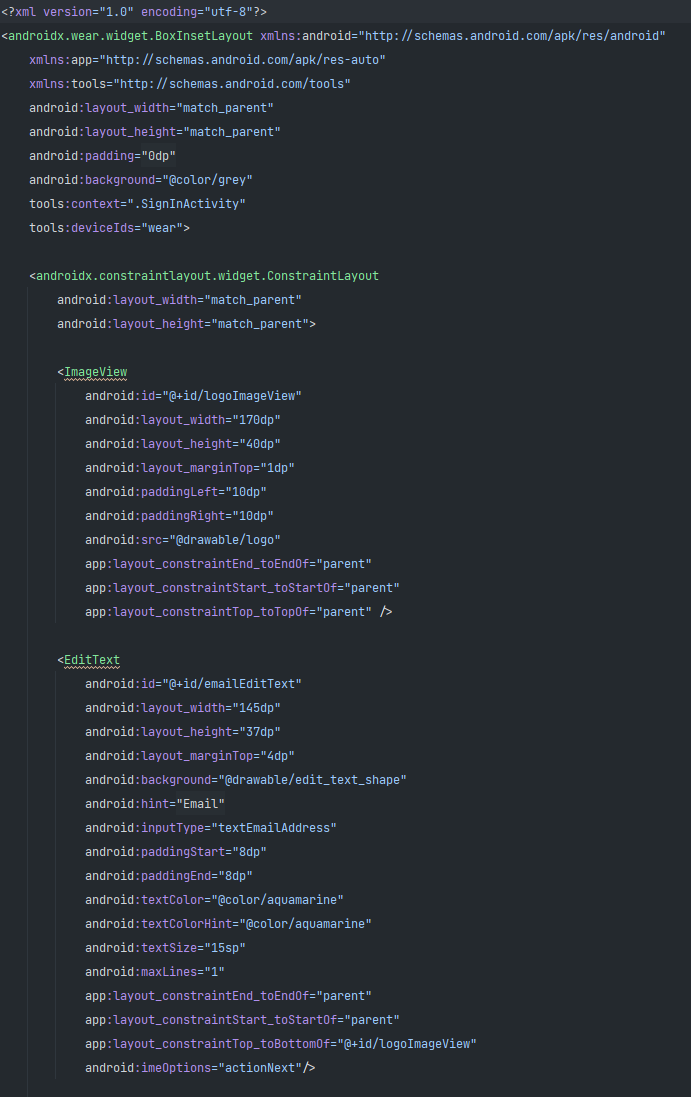 <?xml version="1.0" encoding="utf-8"?>
<androidx.wear.widget.BoxInsetLayout xmlns:android="http://schemas.android.com/apk/res/android"
    xmlns:app="http://schemas.android.com/apk/res-auto"
    xmlns:tools="http://schemas.android.com/tools"
    android:layout_width="match_parent"
    android:layout_height="match_parent"
    android:padding="0dp"
    android:background="@color/grey"
    tools:context=".SignInActivity"
    tools:deviceIds="wear">

    <androidx.constraintlayout.widget.ConstraintLayout
        android:layout_width="match_parent"
        android:layout_height="match_parent">

        <ImageView
            android:id="@+id/logoImageView"
            android:layout_width="170dp"
            android:layout_height="40dp"
            android:layout_marginTop="1dp"
            android:paddingLeft="10dp"
            android:paddingRight="10dp"
            android:src="@drawable/logo"
            app:layout_constraintEnd_toEndOf="parent"
            app:layout_constraintStart_toStartOf="parent"
            app:layout_constraintTop_toTopOf="parent" />

        <EditText
            android:id="@+id/emailEditText"
            android:layout_width="145dp"
            android:layout_height="37dp"
            android:layout_marginTop="4dp"
            android:background="@drawable/edit_text_shape"
            android:hint="Email"
            android:inputType="textEmailAddress"
            android:paddingStart="8dp"
            android:paddingEnd="8dp"
            android:textColor="@color/aquamarine"
            android:textColorHint="@color/aquamarine"
            android:textSize="15sp"
            android:maxLines="1"
            app:layout_constraintEnd_toEndOf="parent"
            app:layout_constraintStart_toStartOf="parent"
            app:layout_constraintTop_toBottomOf="@+id/logoImageView"
            android:imeOptions="actionNext"/>